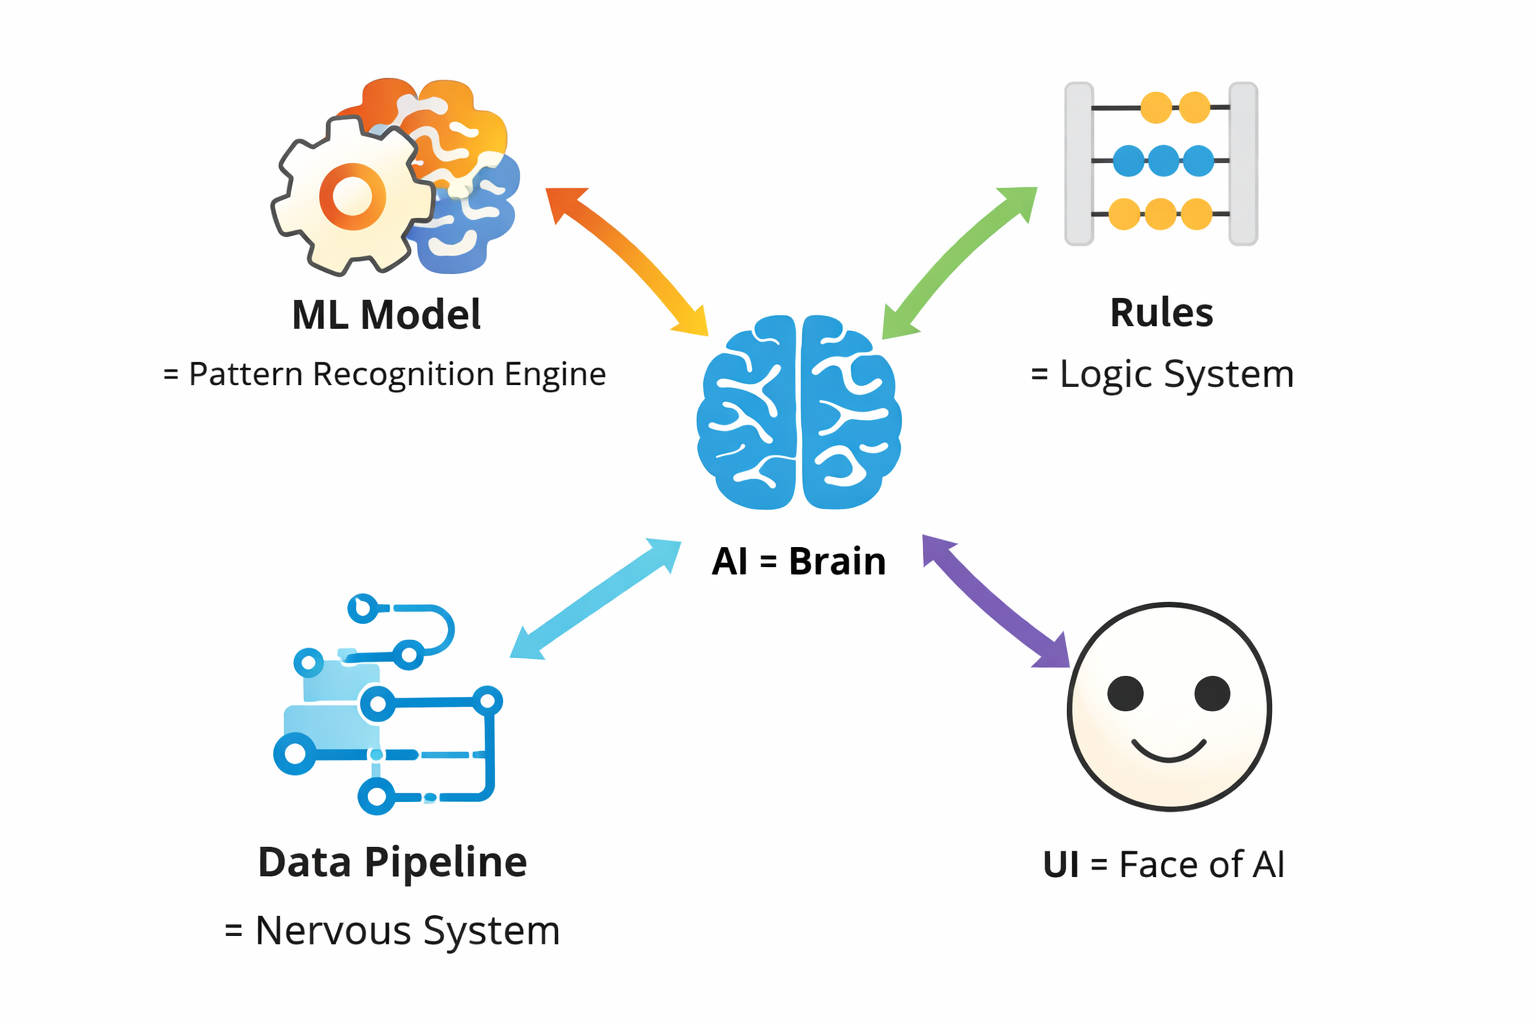 ML Model
= Pattern Recognition Engine
Rules
= Logic System
AI = Brain
Data Pipeline
= Nervous System
UI = Face of AI